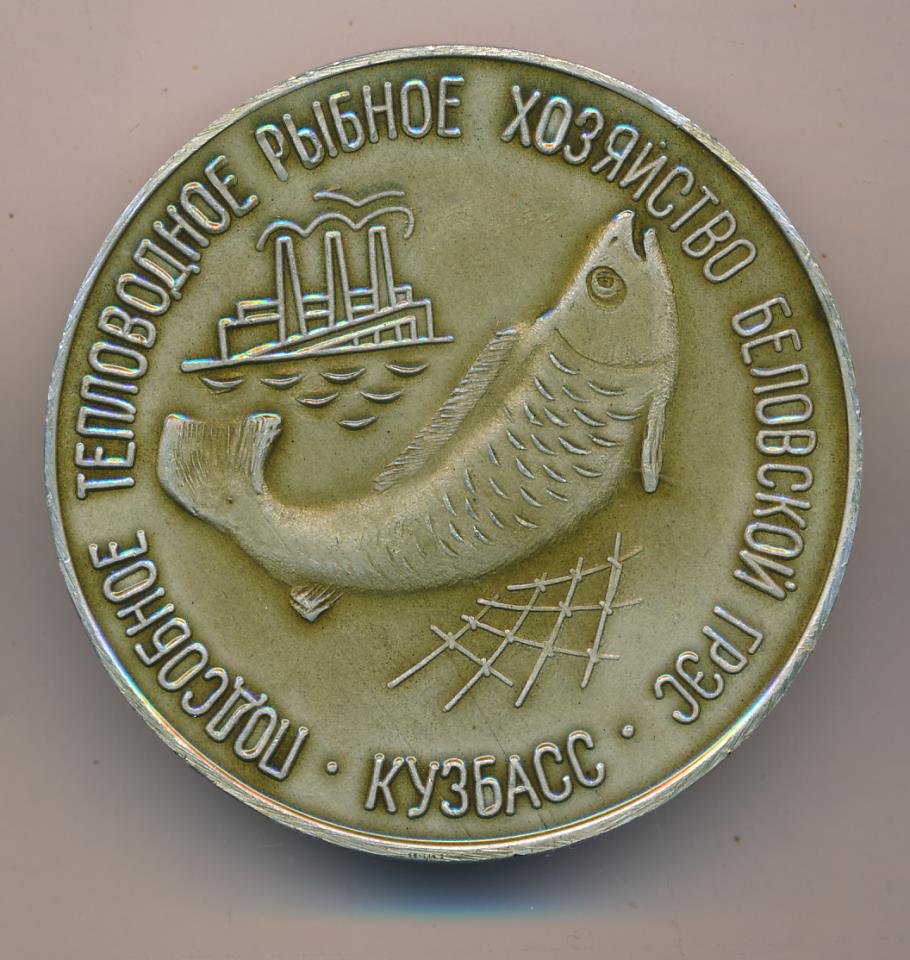 ПОДСОБНОЕ ТЕПЛОВОДНОЕ РЫБНОЕ ХОЗЯЙСТВО БЕЛОВСКОЙ ГРЭС
· КУЗБАСС ·